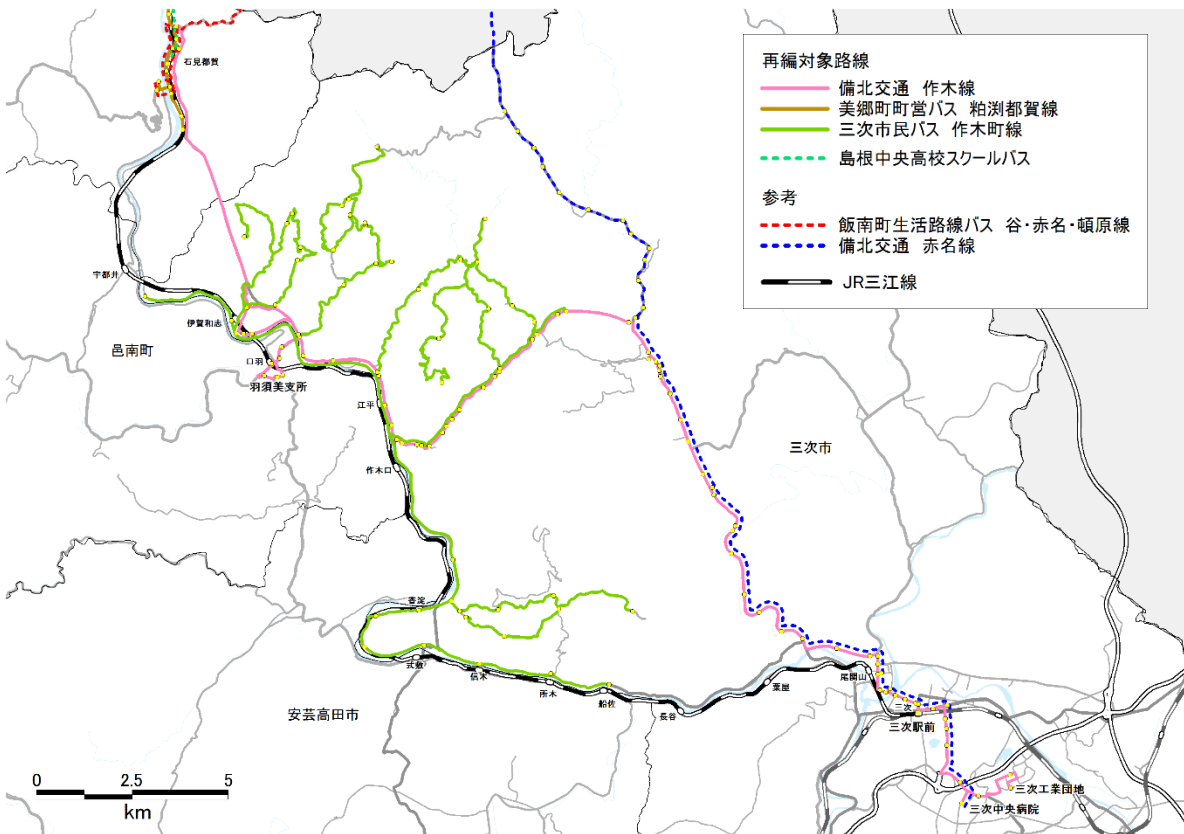 石見都賀
再編対象路線
備北交通 作木線
美郷町町営バス 粕渕都賀線
三次市民バス 作木町線
島根中央高校スクールバス
参考
飯南町生活路線バス 谷・赤名・頓原線
備北交通 赤名線
JR三江線
宇都井
伊賀和志
邑南町
口羽
羽須美支所
江平
三次市
作木口
香淀
式敷
信木
所木
船佐
長谷
粟屋
尾関山
安芸高田市
三次
三次駅前
0 2.5 5
km
三次工業団地
三次中央病院